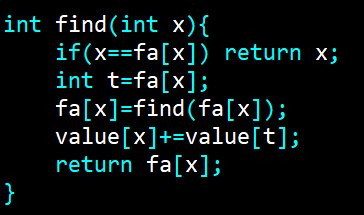 int find(int x){
    if(x==fa[x]) return x;
    int t=fa[x];
    fa[x]=find(fa[x]);
    value[x]+=value[t];
    return fa[x];
}